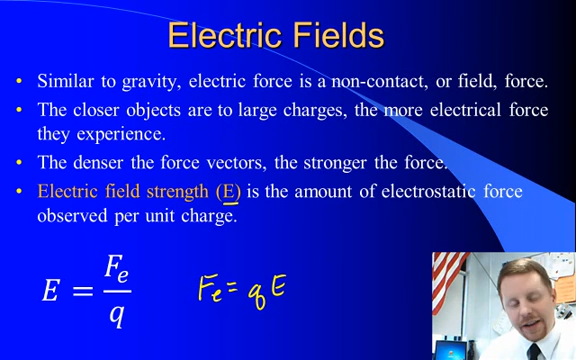 Electric Fields
• Similar to gravity, electric force is a non-contact, or field, force.
• The closer objects are to large charges, the more electrical force
they experience.
• The denser the force vectors, the stronger the force.
• Electric field strength (E) is the amount of electrostatic force
observed per unit charge.
E = Fe/q
Fe = qE